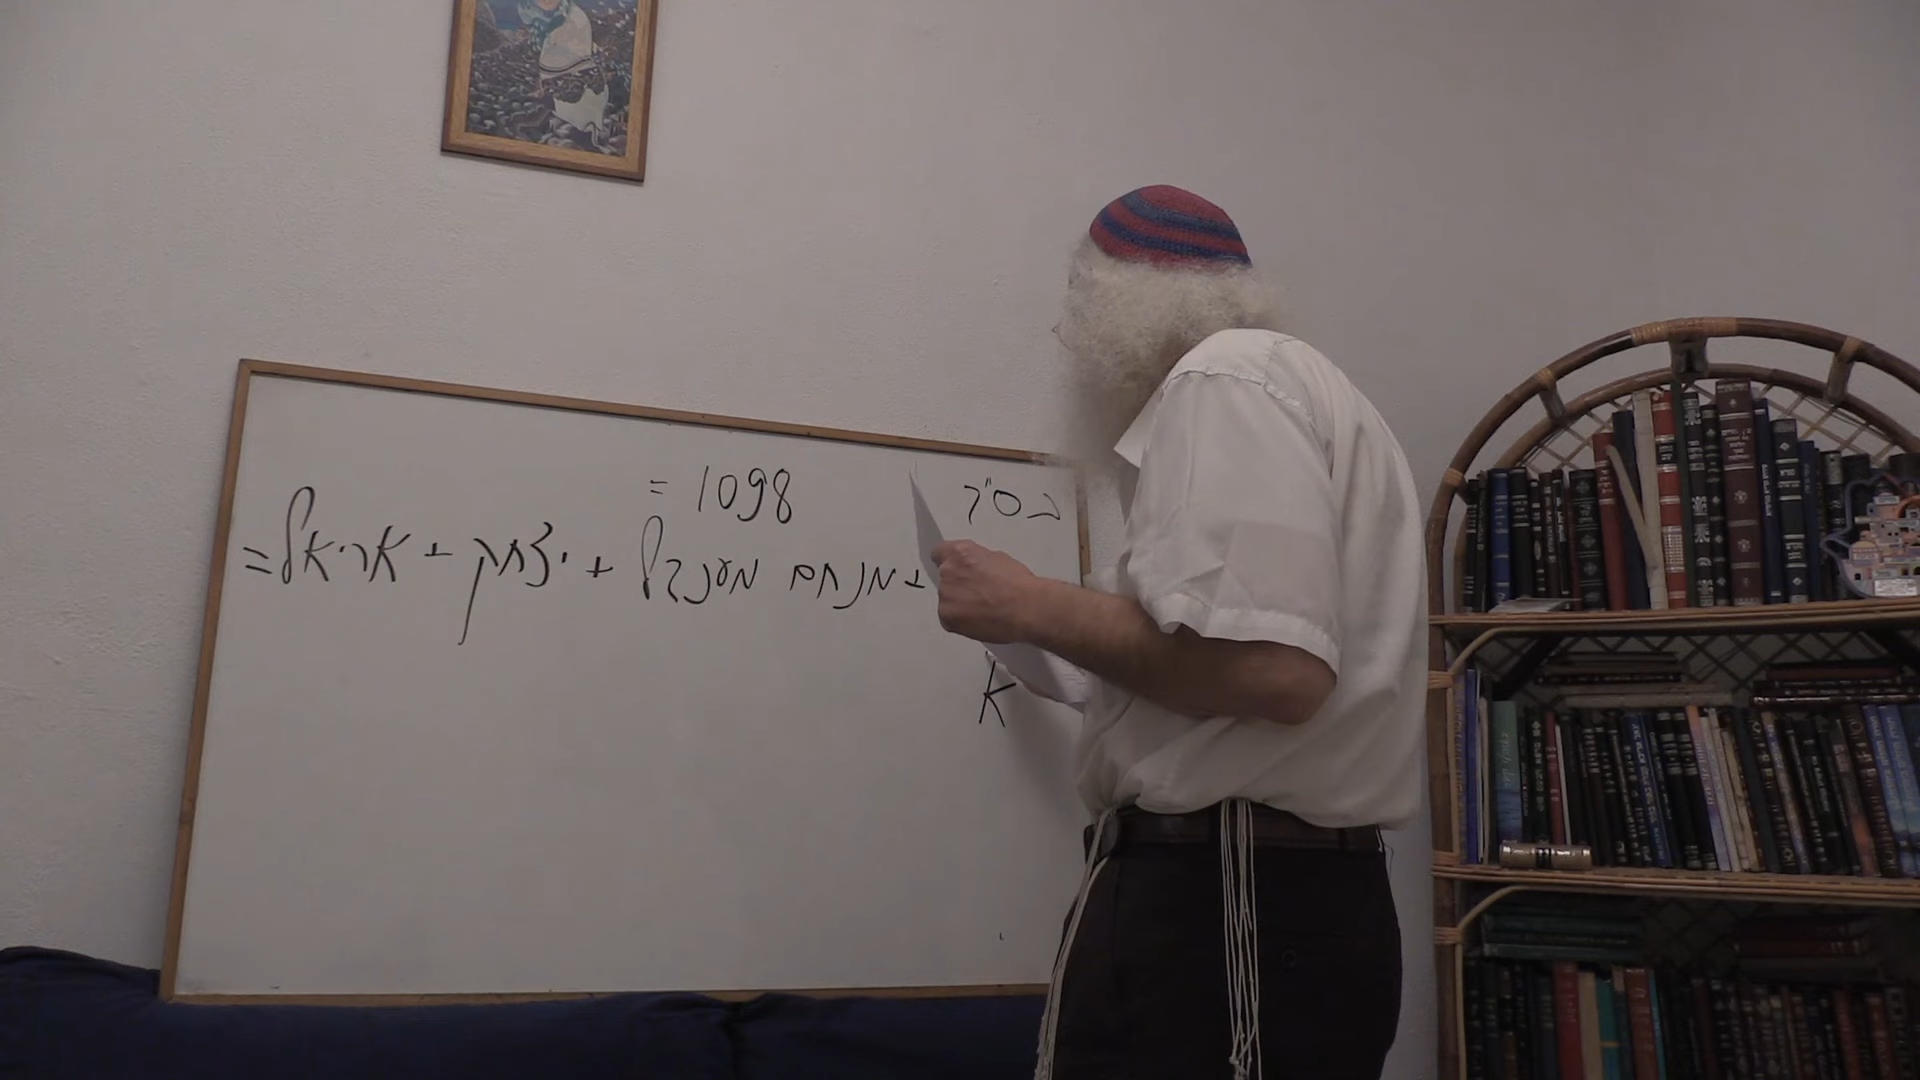 בס"ד
= 1098
+ מנחם מענדל + יצחק + אריאל =
א